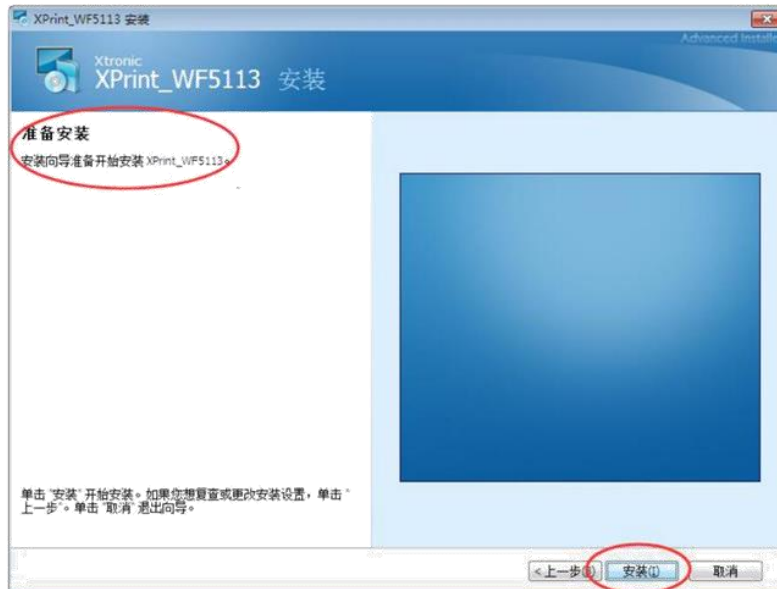 XPrint_WF5113 安装
Advanced Installe
Xtronic
XPrint_WF5113 安装
准备安装
安装向导准备开始安装 XPrint_WF5113。
单击 "安装" 开始安装。如果您想复查或更改安装设置，单击 "
上一步"。单击 "取消" 退出向导。
<上一步(B) 安装(I) 取消